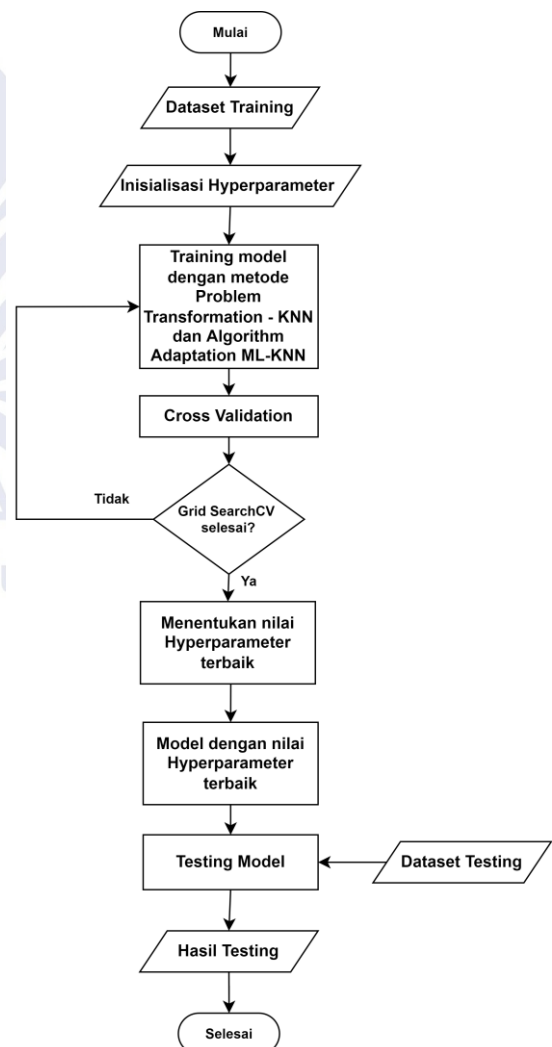 Mulai
Dataset Training
Inisialisasi Hyperparameter
Training model
dengan metode
Problem
Transformation - KNN
dan Algorithm
Adaptation ML-KNN
Cross Validation
Tidak
Grid SearchCV
selesai?
Ya
Menentukan nilai
Hyperparameter
terbaik
Model dengan nilai
Hyperparameter
terbaik
Testing Model
Dataset Testing
Hasil Testing
Selesai